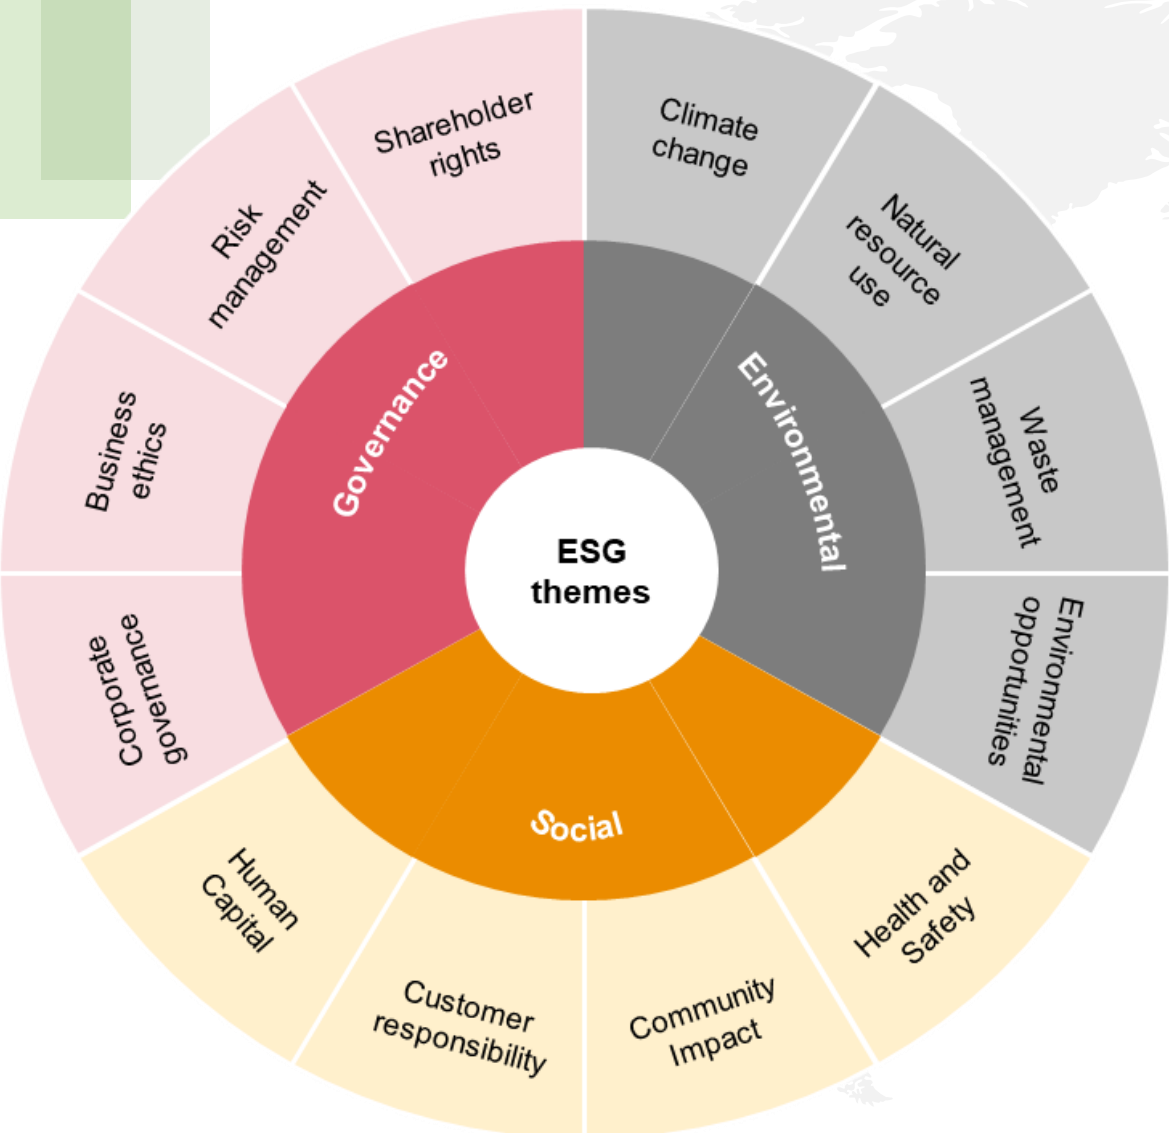 ESG
themes
Environmental
Climate
change
Natural
resource
use
Waste
management
Environmental
opportunities
Social
Health and
Safety
Community
Impact
Customer
responsibility
Human
Capital
Governance
Corporate
governance
Business
ethics
Risk
management
Shareholder
rights